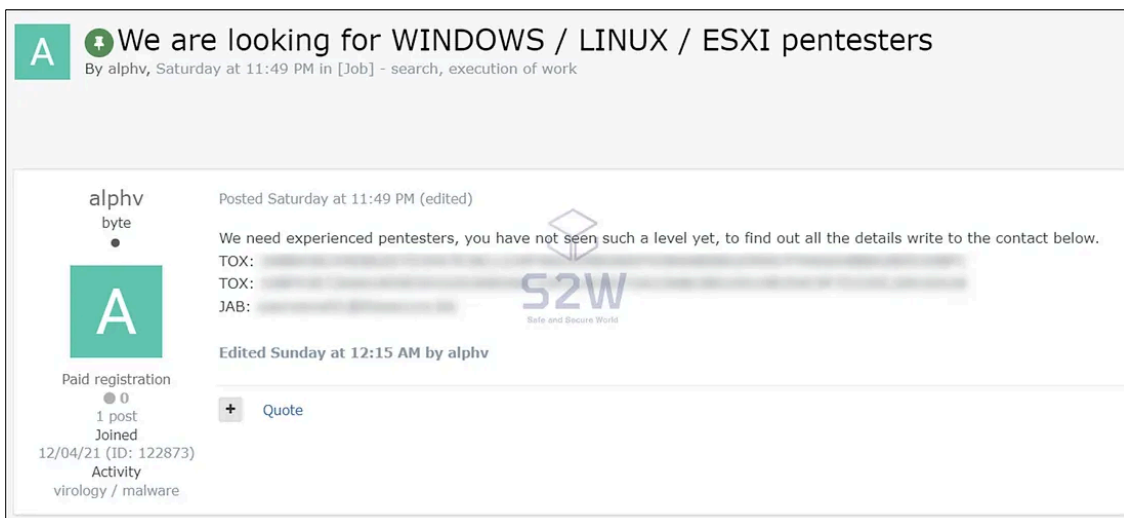 A
We are looking for WINDOWS / LINUX / ESXI pentesters
By alphv, Saturday at 11:49 PM in [Job] - search, execution of work
alphv
byte
A
Paid registration
0
1 post
Joined
12/04/21 (ID: 122873)
Activity
virology / malware
Posted Saturday at 11:49 PM (edited)
We need experienced pentesters, you have not seen such a level yet, to find out all the details write to the contact below.
TOX:
TOX:
JAB:
S2W
Safe and Secure World
Edited Sunday at 12:15 AM by alphv
+ Quote